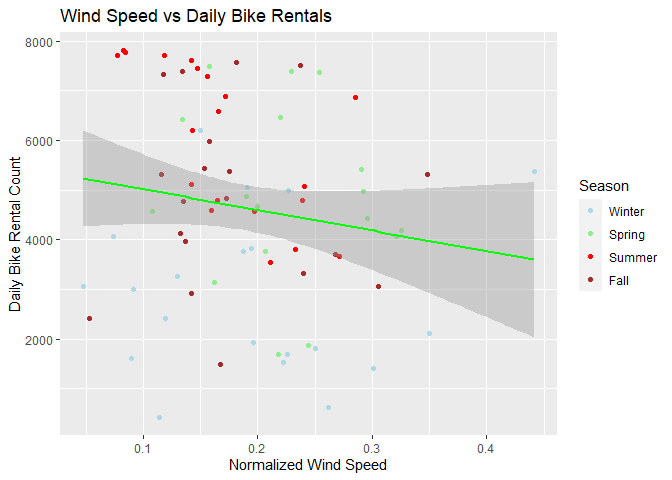 Wind Speed vs Daily Bike Rentals
8000
6000
4000
2000
Daily Bike Rental Count
0.1
0.2
0.3
0.4
Normalized Wind Speed
Season
Winter
Spring
Summer
Fall